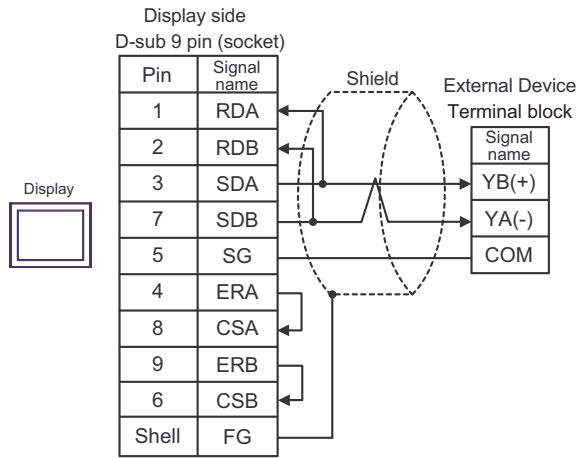 Display side
D-sub 9 pin (socket)
Pin Signal name
1 RDA
2 RDB
3 SDA
7 SDB
5 SG
4 ERA
8 CSA
9 ERB
6 CSB
Shell FG
Display
Shield
External Device
Terminal block
Signal
name
YB(+)
YA(-)
COM